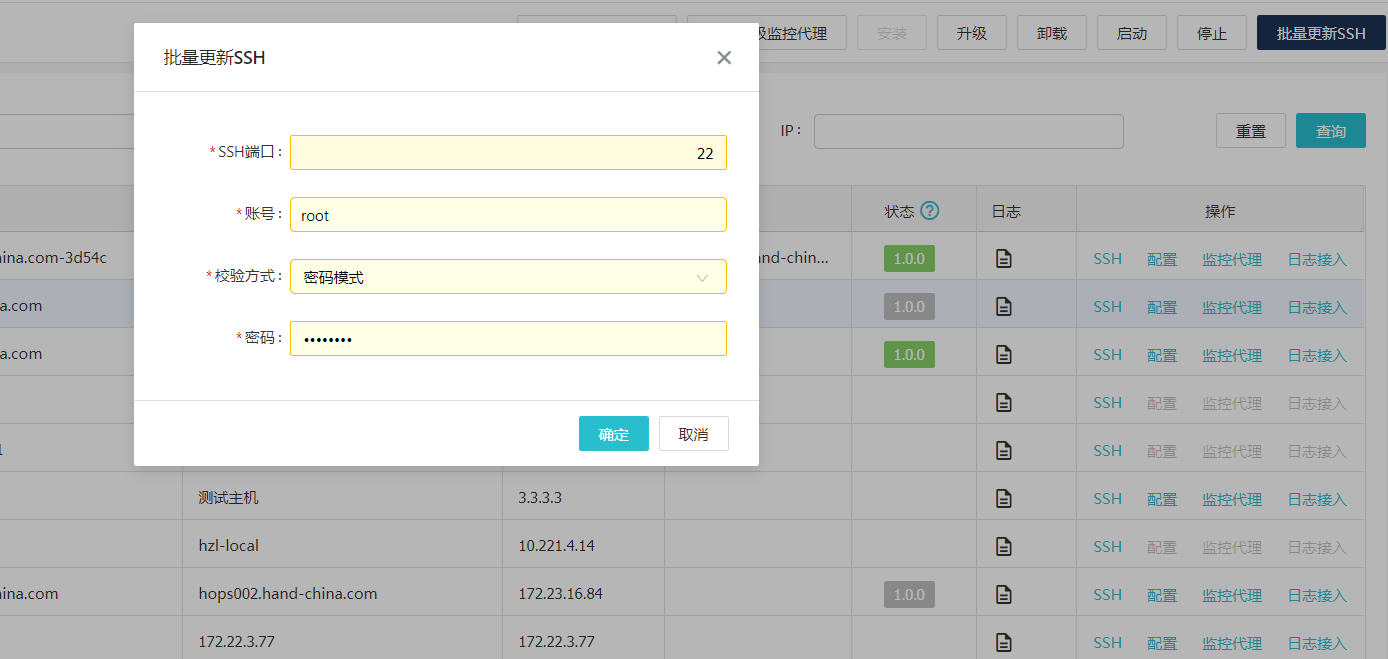 级监控代理 安装 升级 卸载 启动 停止 批量更新SSH
批量更新SSH
IP : 重置 查询
*SSH端口 : 22
*账号 : root
*校验方式 : 密码模式
*密码 : ••••••••
确定 取消
状态 ? 日志 操作
ina.com-3d54c and-chin... 1.0.0 SSH 配置 监控代理 日志接入
a.com 1.0.0 SSH 配置 监控代理 日志接入
a.com 1.0.0 SSH 配置 监控代理 日志接入
SSH 配置 监控代理 日志接入
SSH 配置 监控代理 日志接入
测试主机 3.3.3.3 SSH 配置 监控代理 日志接入
hzl-local 10.221.4.14 SSH 配置 监控代理 日志接入
ina.com hops002.hand-china.com 172.23.16.84 1.0.0 SSH 配置 监控代理 日志接入
172.22.3.77 172.22.3.77 SSH 配置 监控代理 日志接入